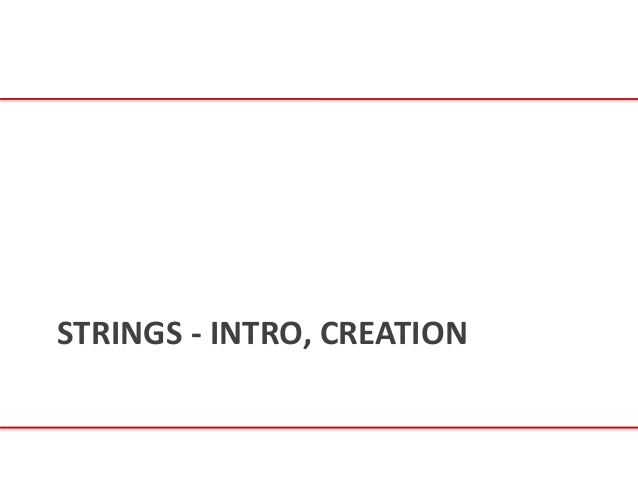 STRINGS - INTRO, CREATION